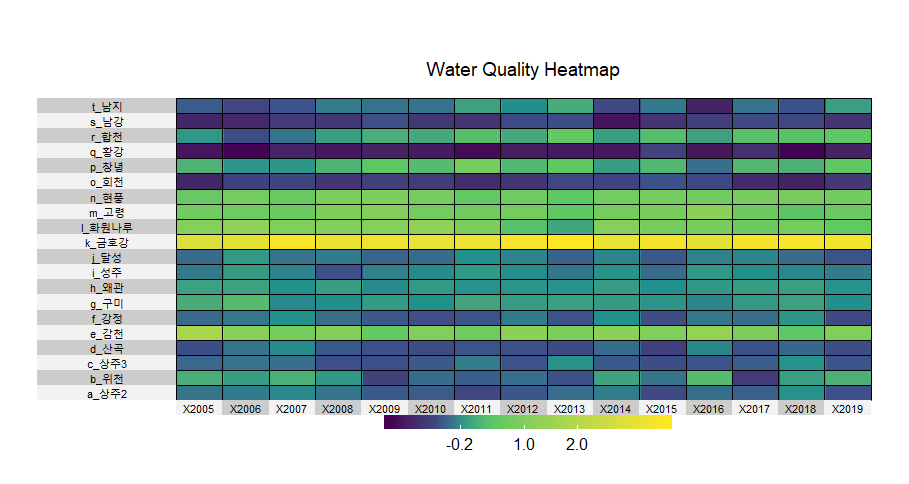 Water Quality Heatmap
t_남지
s_남강
r_합천
q_황강
p_창녕
o_회천
n_현풍
m_고령
l_화원나루
k_금호강
j_달성
i_성주
h_왜관
g_구미
f_강정
e_감천
d_산곡
c_상주3
b_위천
a_상주2
X2005 X2006 X2007 X2008 X2009 X2010 X2011 X2012 X2013 X2014 X2015 X2016 X2017 X2018 X2019
-0.2 1.0 2.0